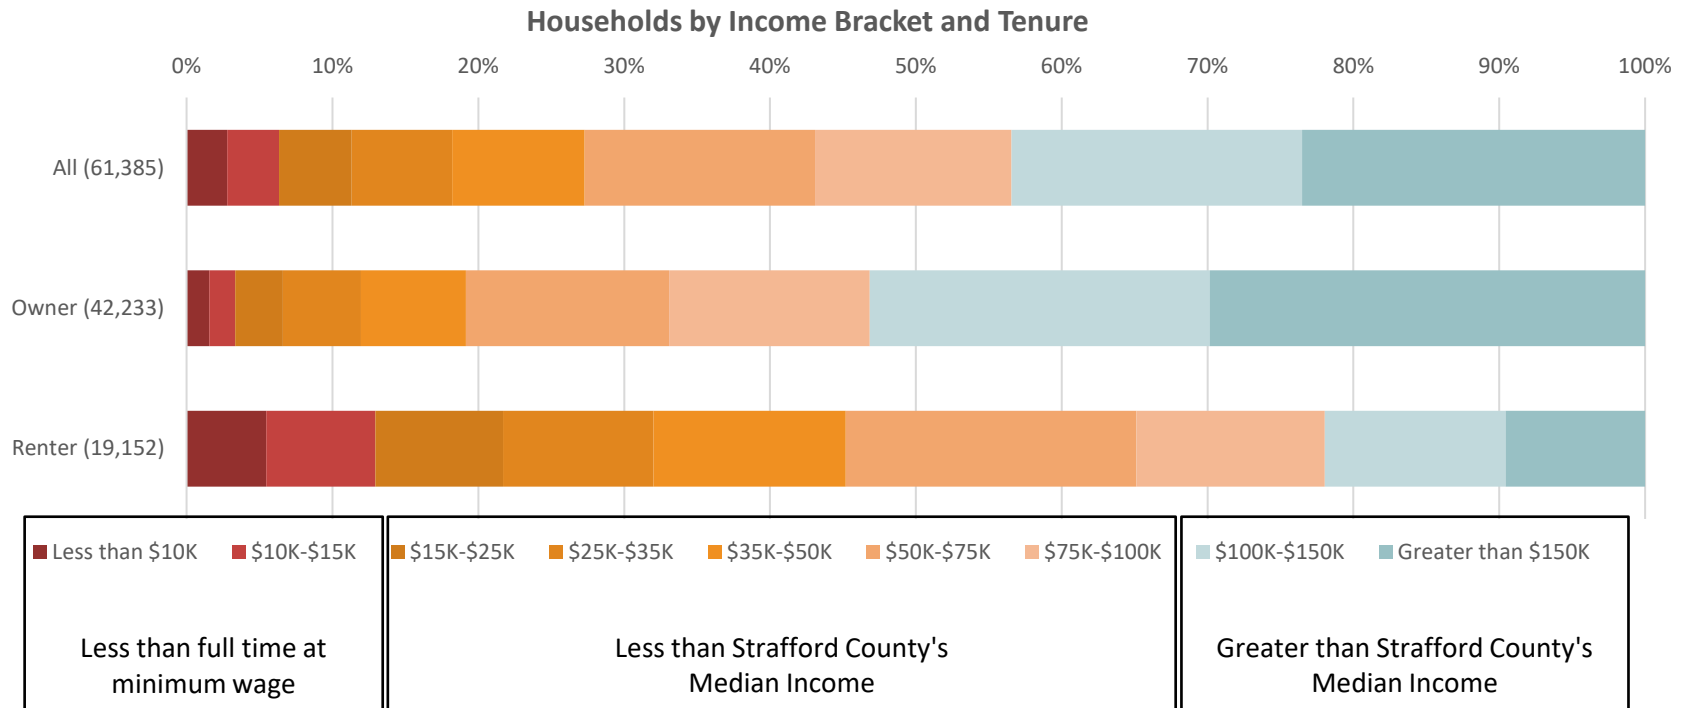 Households by Income Bracket and Tenure
0% 10% 20% 30% 40% 50% 60% 70% 80% 90% 100%
All (61,385)
Owner (42,233)
Renter (19,152)
Less than $10K $10K-$15K $15K-$25K $25K-$35K $35K-$50K $50K-$75K $75K-$100K $100K-$150K Greater than $150K
Less than full time at
minimum wage
Less than Strafford County's
Median Income
Greater than Strafford County's
Median Income